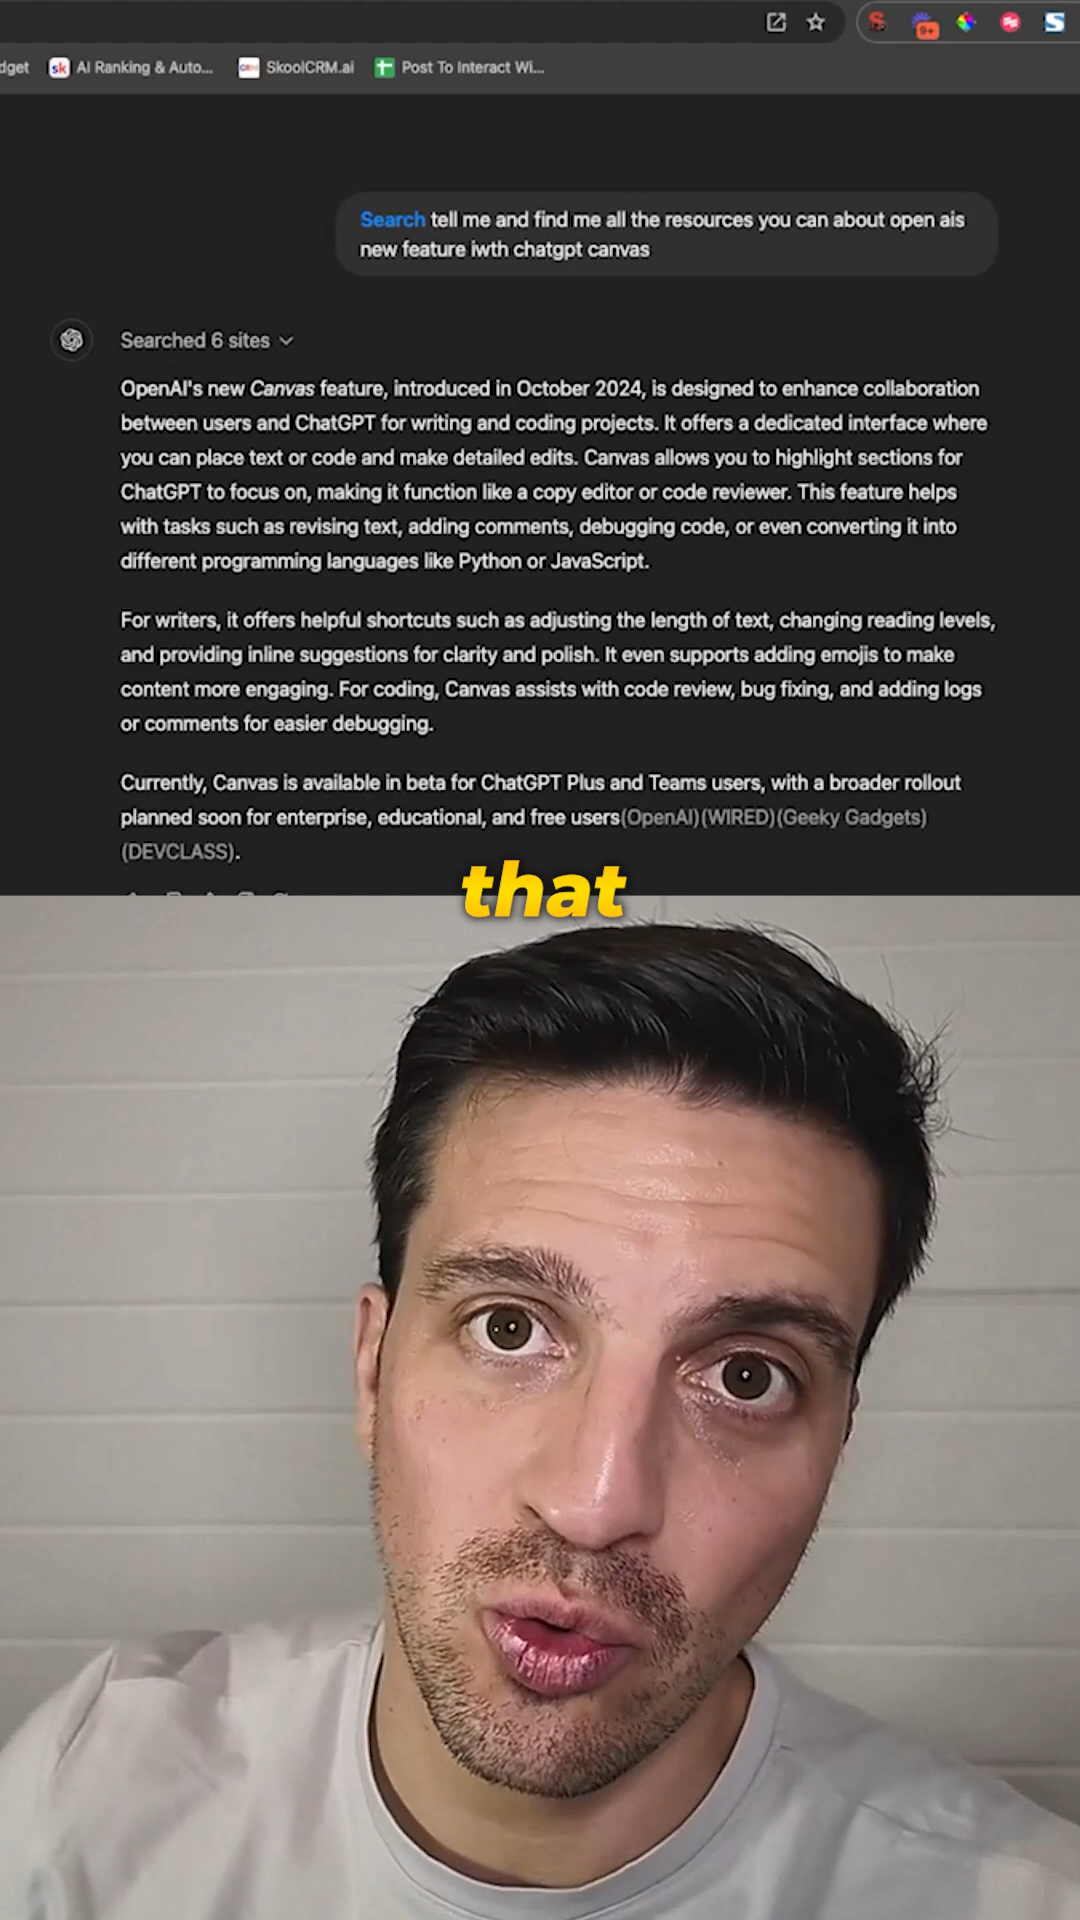 9+
dget AI Ranking & Auto... SkoolCRM.ai Post To Interact Wi...
Search tell me and find me all the resources you can about open ais
new feature iwth chatgpt canvas
Searched 6 sites
OpenAI's new Canvas feature, introduced in October 2024, is designed to enhance collaboration
between users and ChatGPT for writing and coding projects. It offers a dedicated interface where
you can place text or code and make detailed edits. Canvas allows you to highlight sections for
ChatGPT to focus on, making it function like a copy editor or code reviewer. This feature helps
with tasks such as revising text, adding comments, debugging code, or even converting it into
different programming languages like Python or JavaScript.
For writers, it offers helpful shortcuts such as adjusting the length of text, changing reading levels,
and providing inline suggestions for clarity and polish. It even supports adding emojis to make
content more engaging. For coding, Canvas assists with code review, bug fixing, and adding logs
or comments for easier debugging.
Currently, Canvas is available in beta for ChatGPT Plus and Teams users, with a broader rollout
planned soon for enterprise, educational, and free users(OpenAI)(WIRED)(Geeky Gadgets)
(DEVCLASS).
that